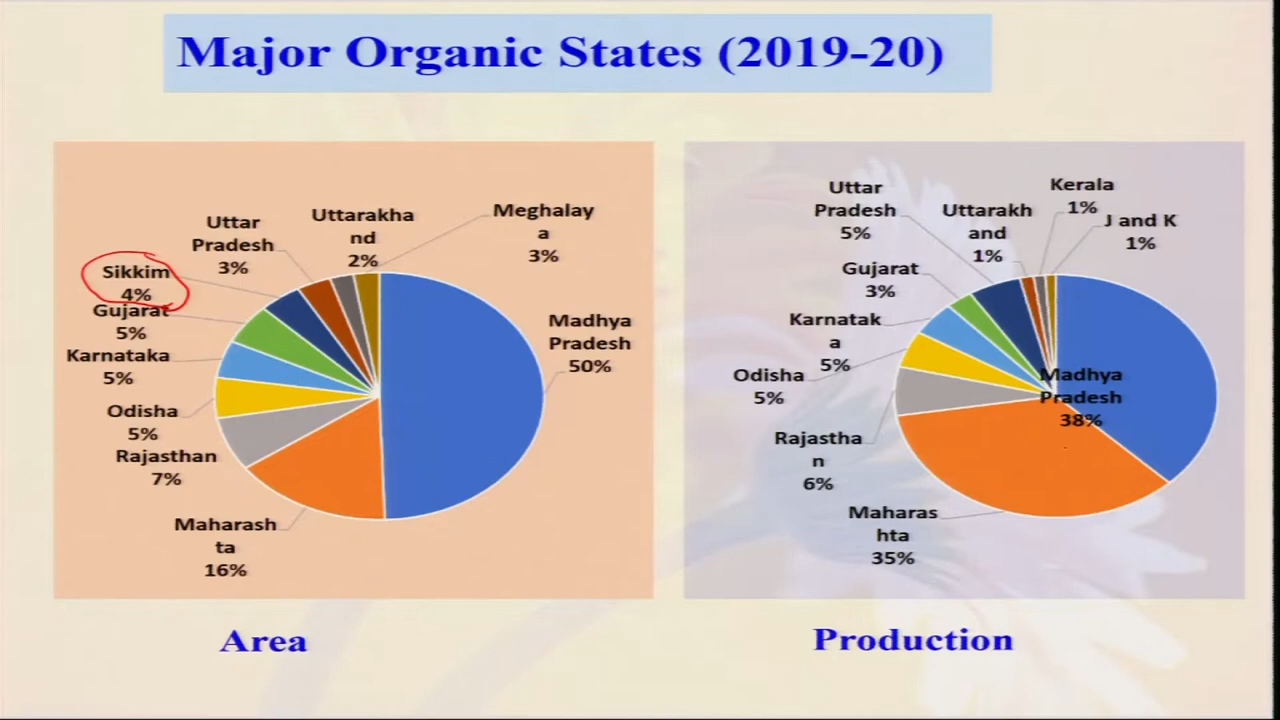 Major Organic States (2019-20)
Meghalay
a
3%
Uttarakha
nd
2%
Uttar
Pradesh
3%
Sikkim
4%
Gujarat
5%
Karnataka
5%
Odisha
5%
Rajasthan
7%
Maharash
ta
16%
Madhya
Pradesh
50%
Area
Kerala
1%
J and K
1%
Uttarakh
and
1%
Uttar
Pradesh
5%
Gujarat
3%
Karnatak
a
5%
Odisha
5%
Rajastha
n
6%
Maharas
hta
35%
Madhya
Pradesh
38%
Production